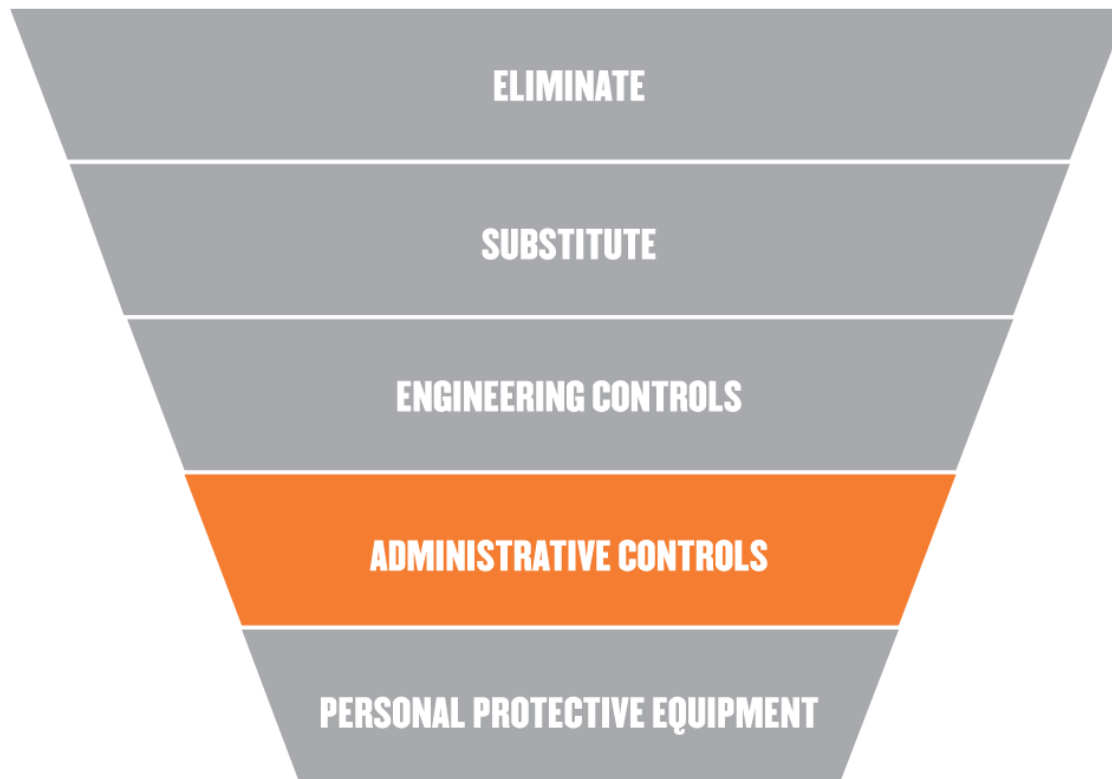 ELIMINATE
SUBSTITUTE
ENGINEERING CONTROLS
ADMINISTRATIVE CONTROLS
PERSONAL PROTECTIVE EQUIPMENT